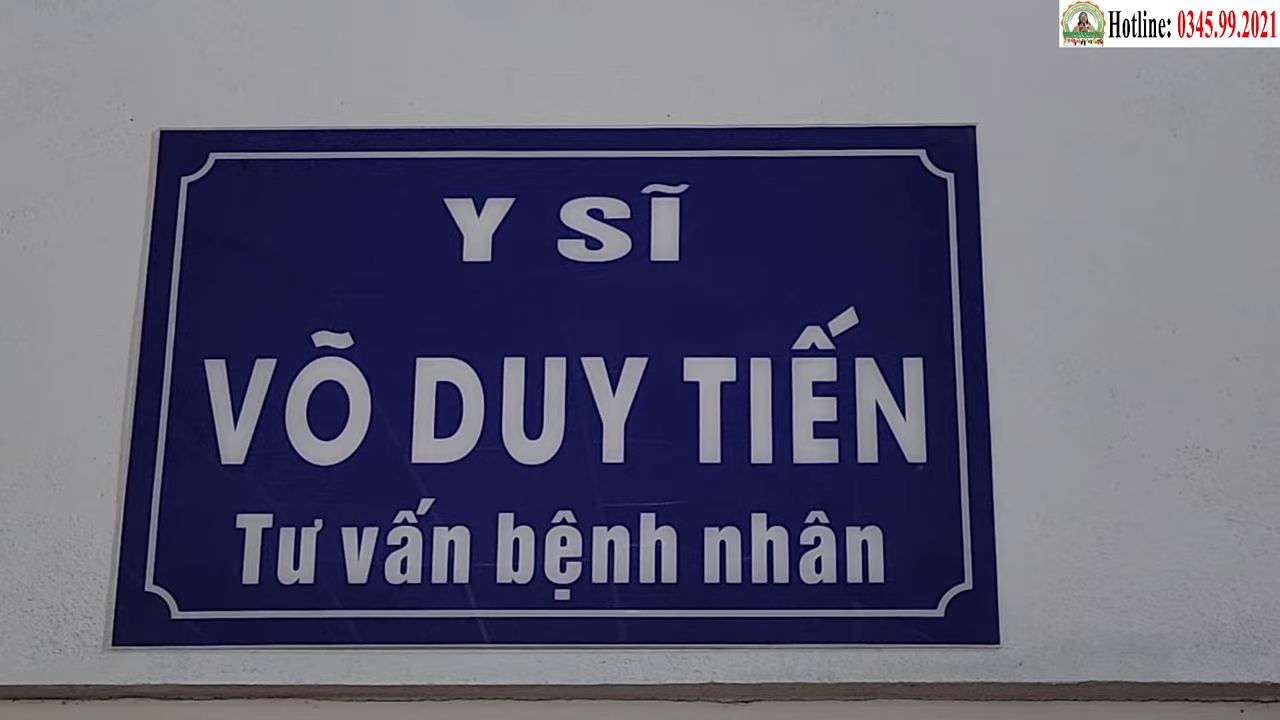 Hotline: 0345.99.2021
Y SĨ
VÕ DUY TIẾN
Tư vấn bệnh nhân